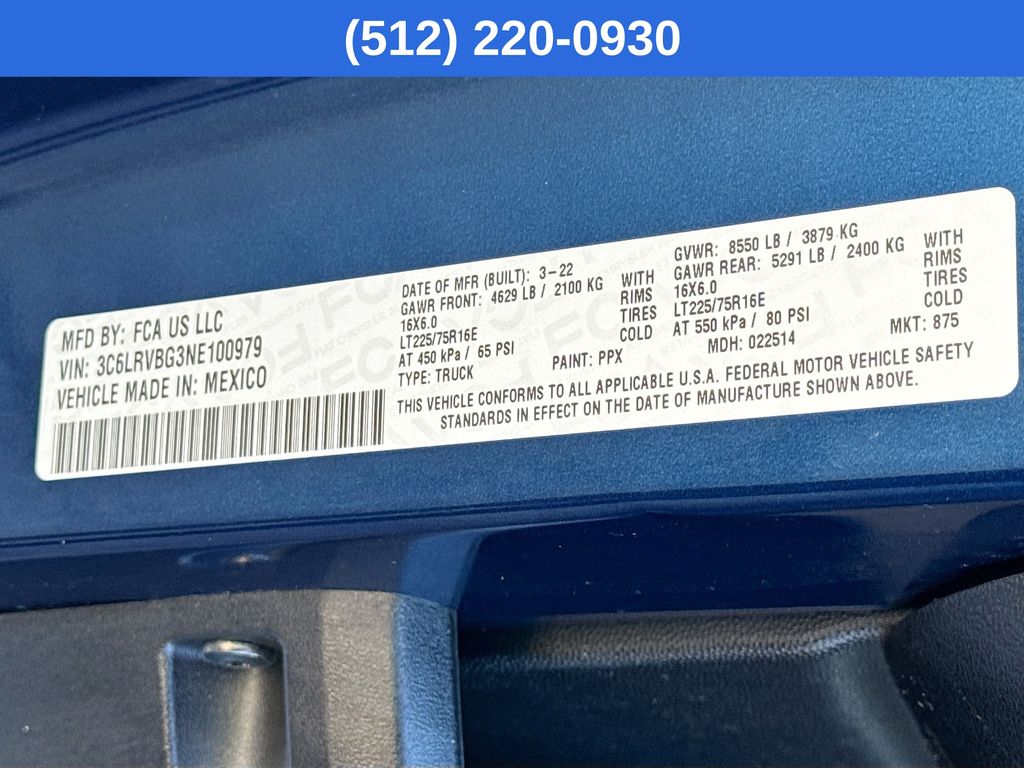 (512) 220-0930
MFD BY: FCA US LLC
VIN: 3C6LRVBG3NE100979
VEHICLE MADE IN: MEXICO
DATE OF MFR (BUILT): 3-22
GAWR FRONT: 4629 LB / 2100 KG WITH
16X6.0 RIMS
LT225/75R16E TIRES
AT 450 kPa / 65 PSI COLD
TYPE: TRUCK PAINT: PPX
GVWR: 8550 LB / 3879 KG
GAWR REAR: 5291 LB / 2400 KG WITH
16X6.0 RIMS
LT225/75R16E TIRES
AT 550 kPa / 80 PSI COLD
MDH: 022514 MKT: 875
THIS VEHICLE CONFORMS TO ALL APPLICABLE U.S.A. FEDERAL MOTOR VEHICLE SAFETY
STANDARDS IN EFFECT ON THE DATE OF MANUFACTURE SHOWN ABOVE.